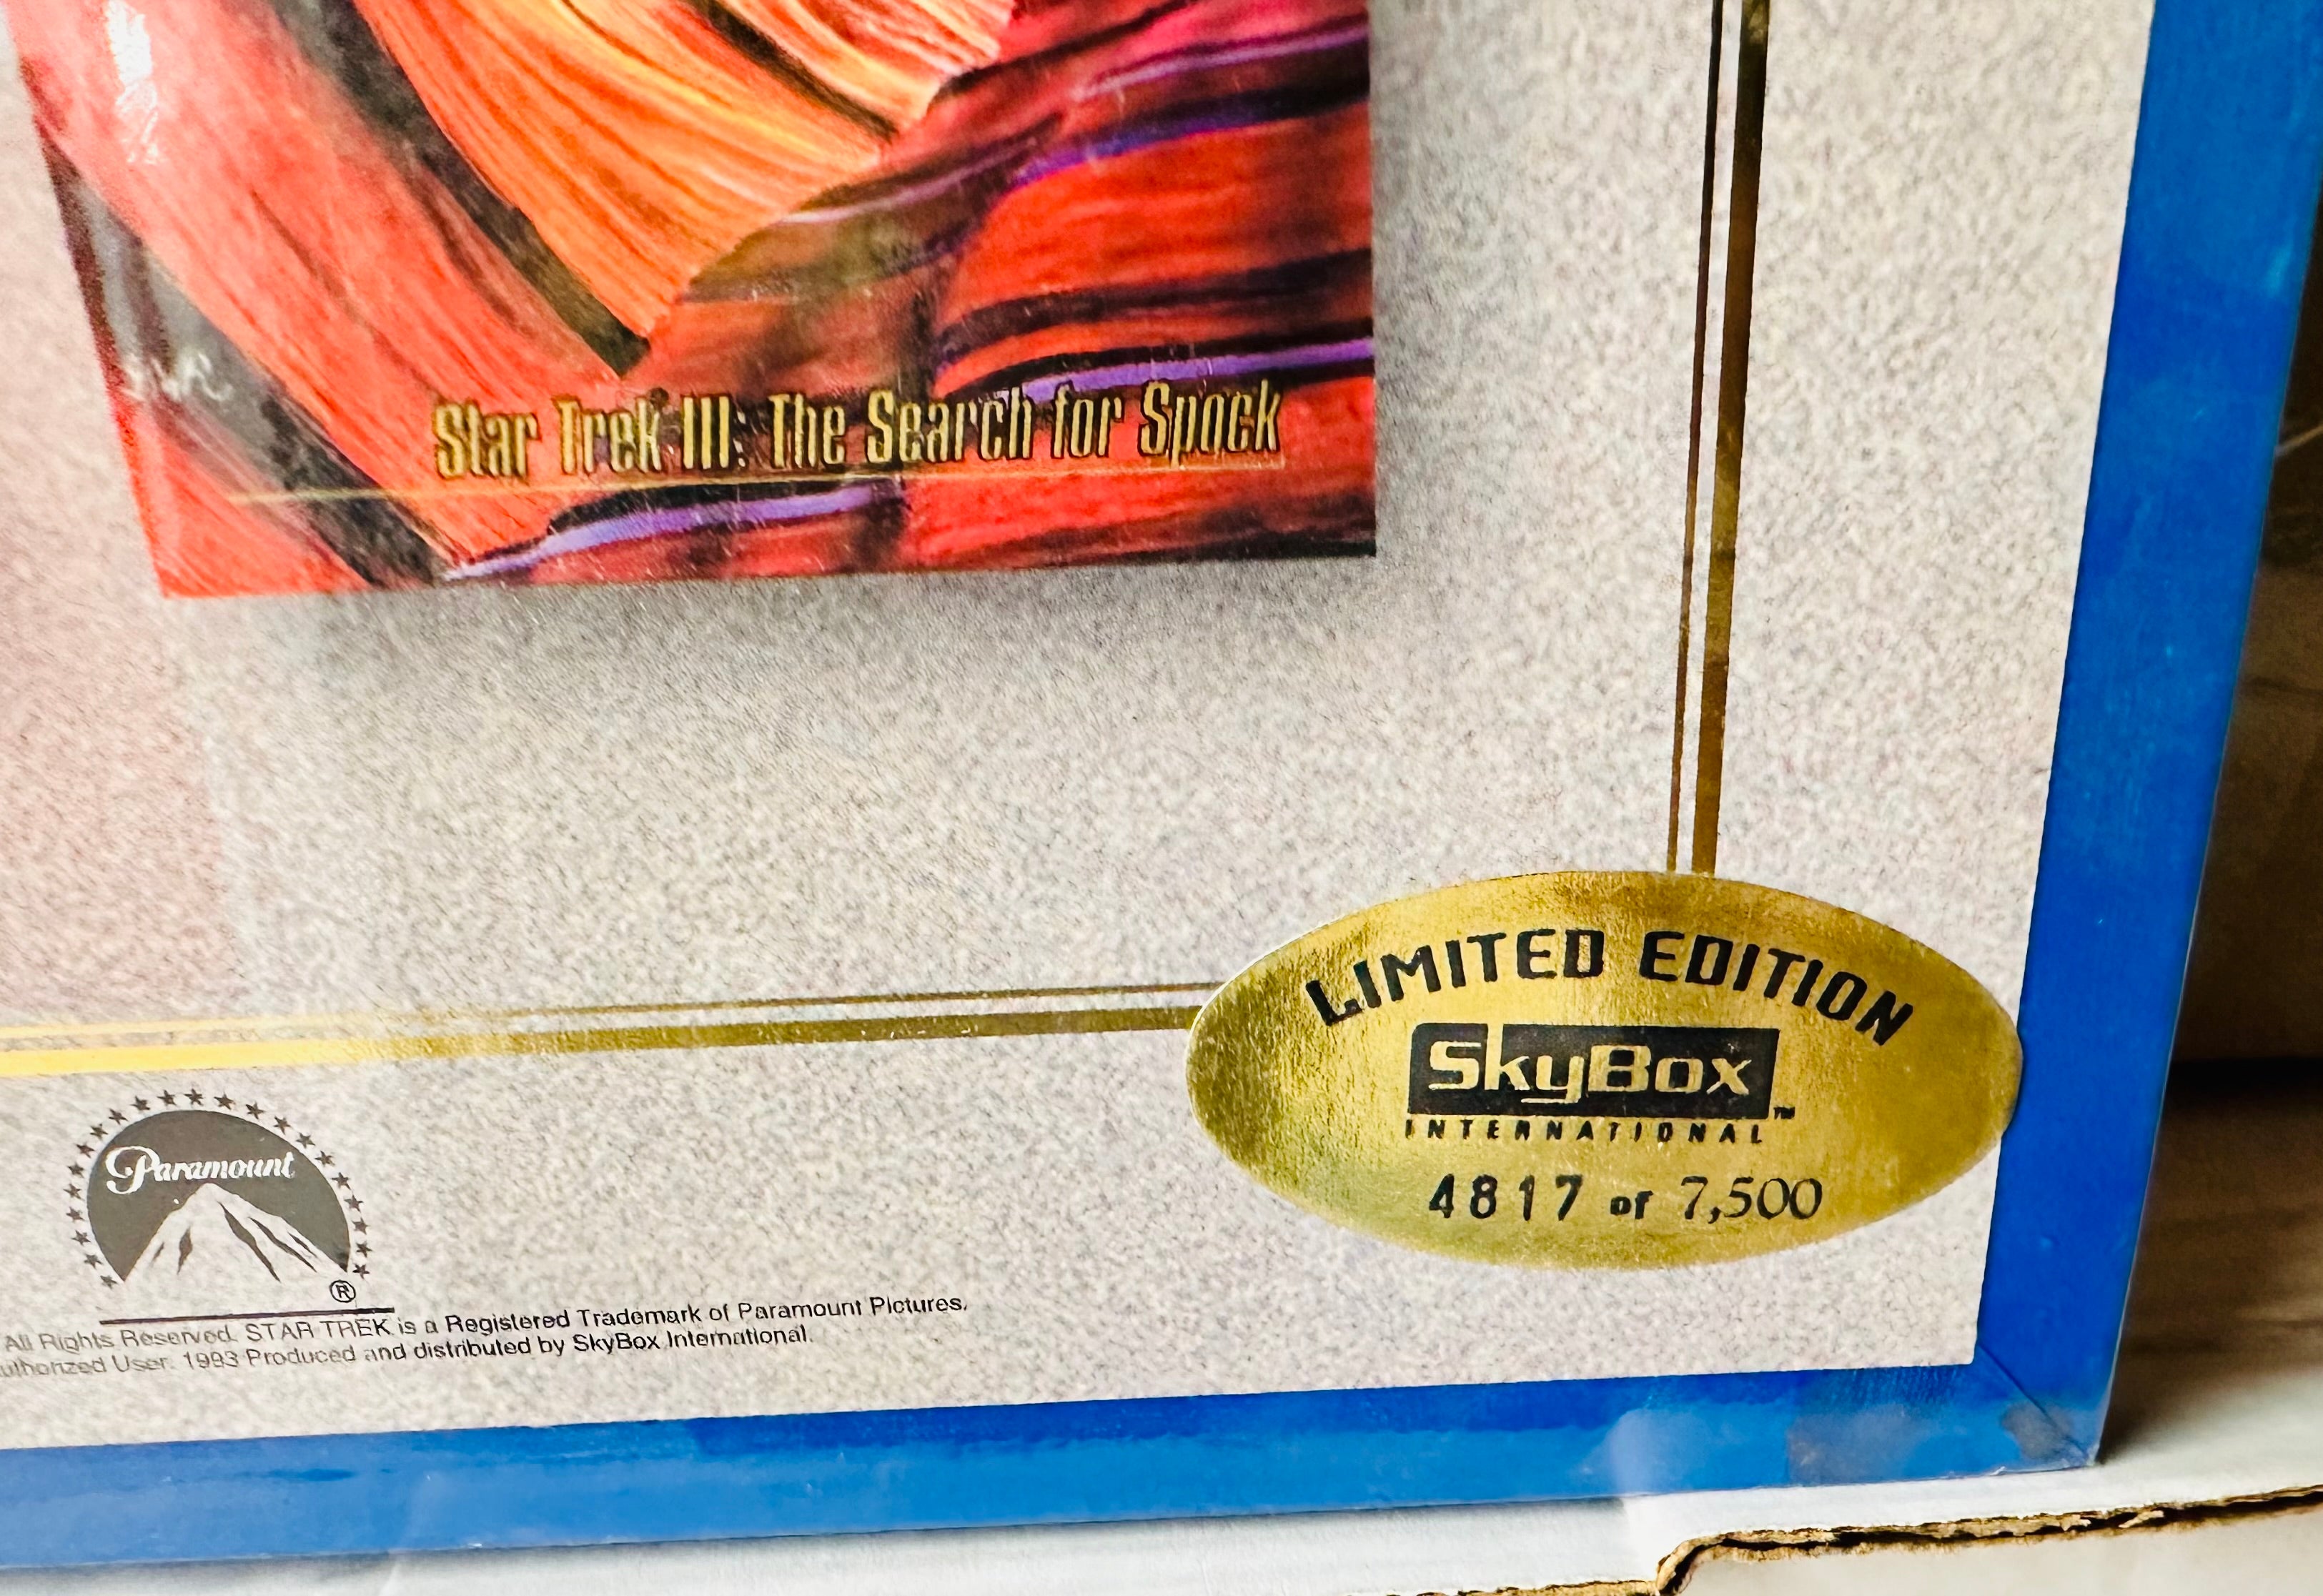 Star Trek III: The Search for Spock
LIMITED EDITION
SkyBox
TM
INTERNATIONAL
4817 of 7,500
Paramount
®
All Rights Reserved. STAR TREK is a Registered Trademark of Paramount Pictures.
User. 1993 Produced and distributed by SkyBox International.